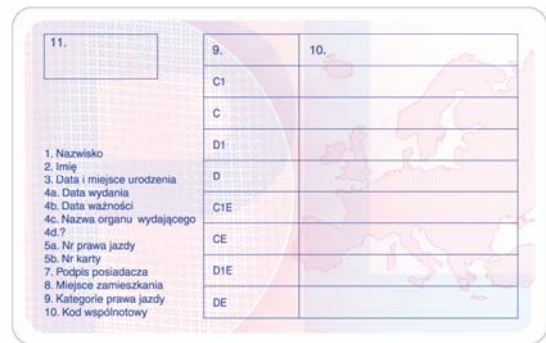 11.
9. 10.
C1
C
D1
D
C1E
CE
D1E
DE
1. Nazwisko
2. Imię
3. Data i miejsce urodzenia
4a. Data wydania
4b. Data ważności
4c. Nazwa organu wydającego
4d.?
5a. Nr prawa jazdy
5b. Nr karty
7. Podpis posiadacza
8. Miejsce zamieszkania
9. Kategorie prawa jazdy
10. Kod wspólnotowy